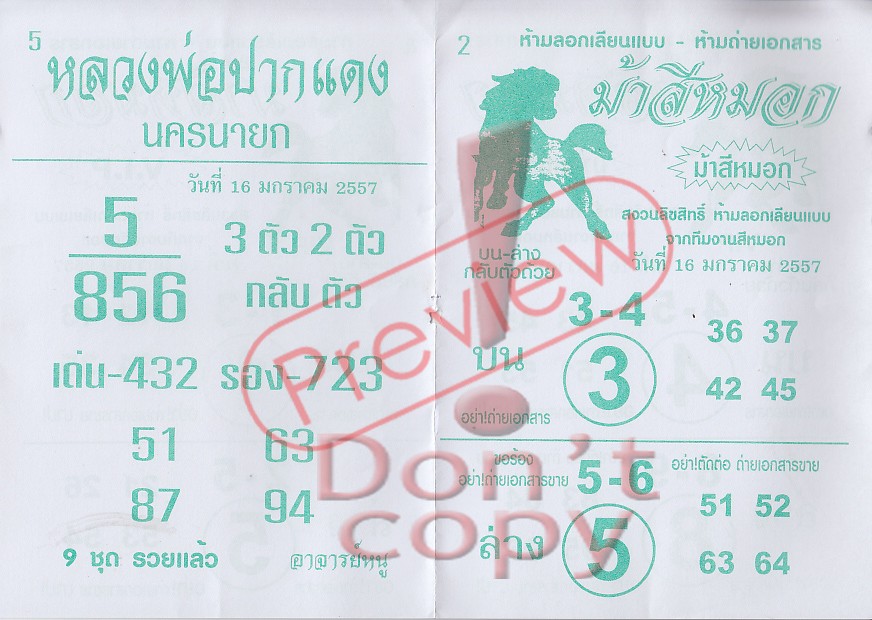 5
หลวงพ่อปากแดง
นครนายก
วันที่ 16 มกราคม 2557
5
856
3 ตัว 2 ตัว
กลับ ตัว
เด่น-432 รอง-723
51 63
87 94
9 ชุด รวยแล้ว อาจารย์หนู
2
ห้ามลอกเลียนแบบ - ห้ามถ่ายเอกสาร
ม้าสีหมอก
ม้าสีหมอก
สงวนลิขสิทธิ์ ห้ามลอกเลียนแบบ
จากทีมงานสีหมอก
วันที่ 16 มกราคม 2557
บน-ล่าง
กลับตัวด้วย
3-4
บน 3
36 37
42 45
อย่า!ถ่ายเอกสาร
ขอร้อง
อย่า!ถ่ายเอกสารขาย
5-6
อย่า!ตัดต่อ ถ่ายเอกสารขาย
ล่าง 5
51 52
63 64
Preview
Don't
copy